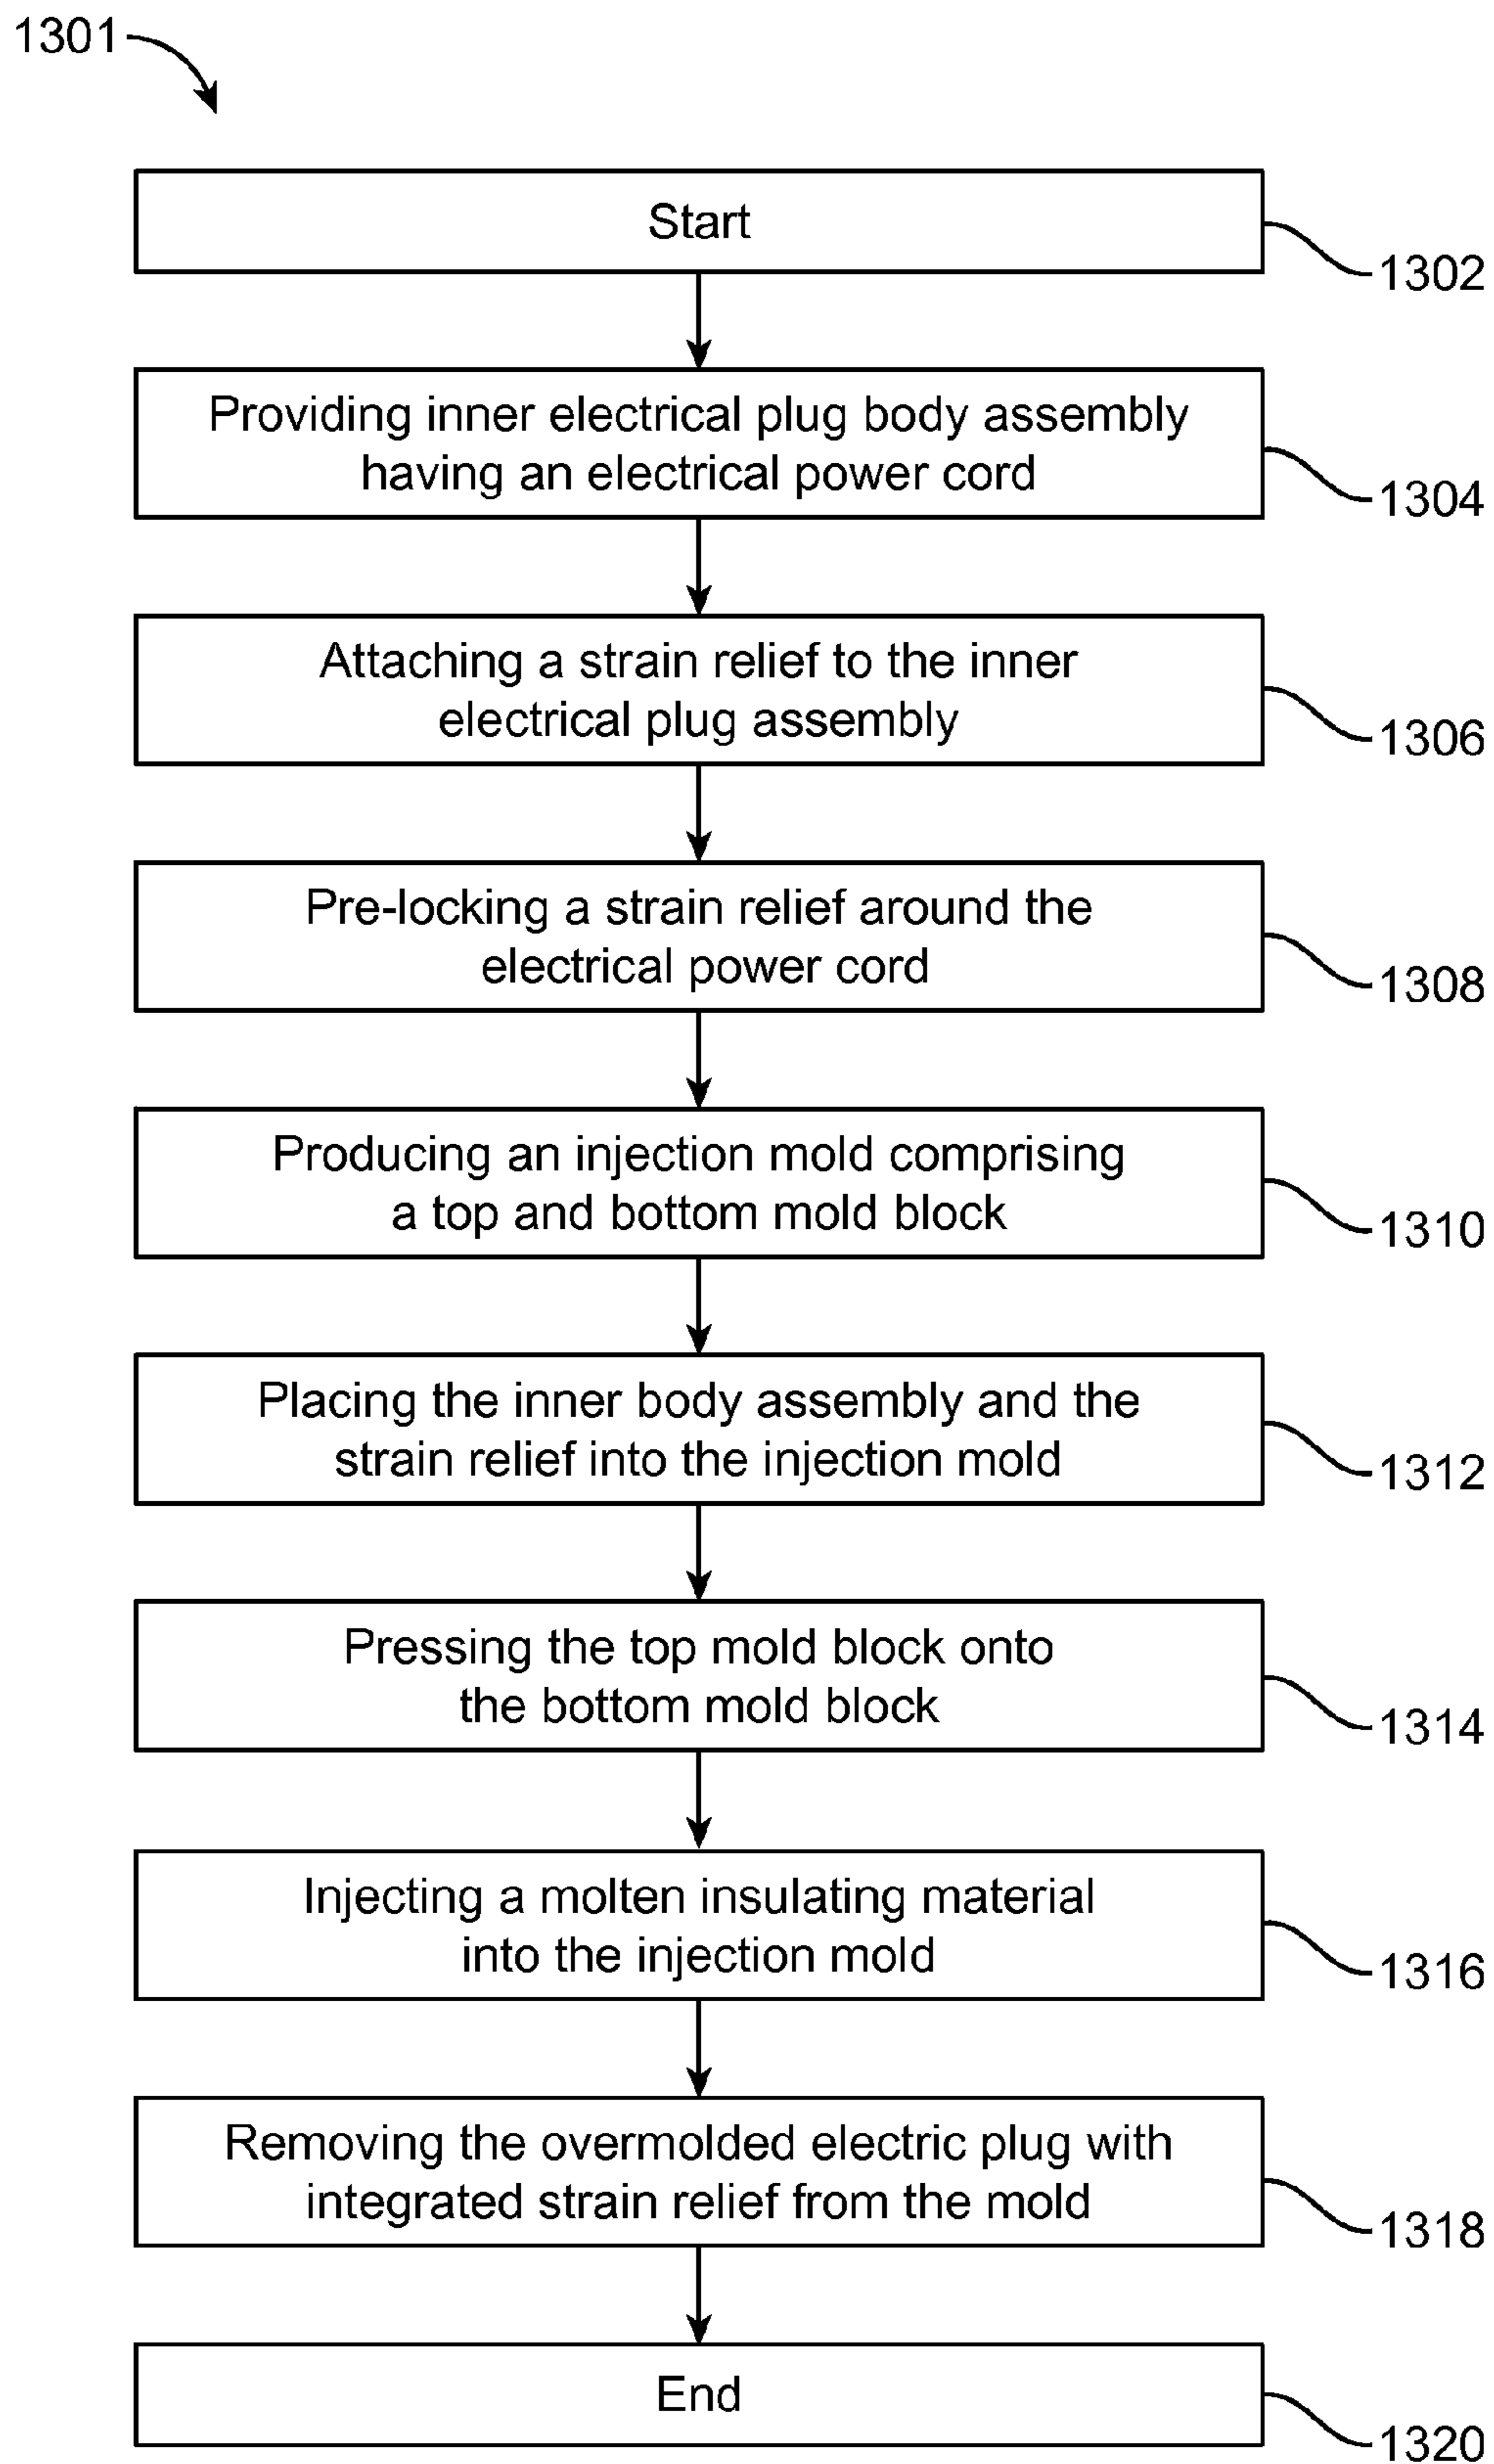 1301
Start
1302
Providing inner electrical plug body assembly
having an electrical power cord
1304
Attaching a strain relief to the inner
electrical plug assembly
1306
Pre-locking a strain relief around the
electrical power cord
1308
Producing an injection mold comprising
a top and bottom mold block
1310
Placing the inner body assembly and the
strain relief into the injection mold
1312
Pressing the top mold block onto
the bottom mold block
1314
Injecting a molten insulating material
into the injection mold
1316
Removing the overmolded electric plug with
integrated strain relief from the mold
1318
End
1320